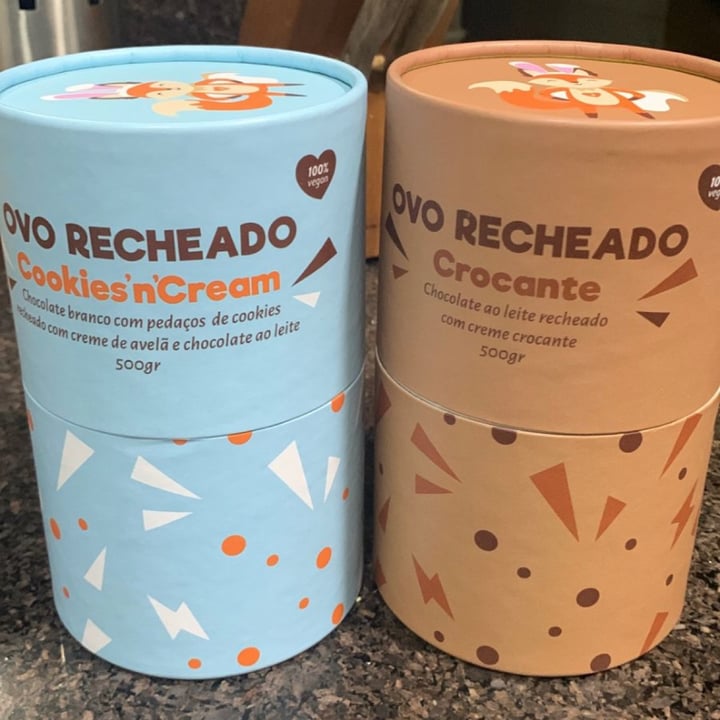 100%
vegan
OVO RECHEADO
Cookies'n'Cream
Chocolate branco com pedaços de cookies
recheado com creme de avelã e chocolate ao leite
500gr
OVO RECHEADO
Crocante
Chocolate ao leite recheado
com creme crocante
500gr